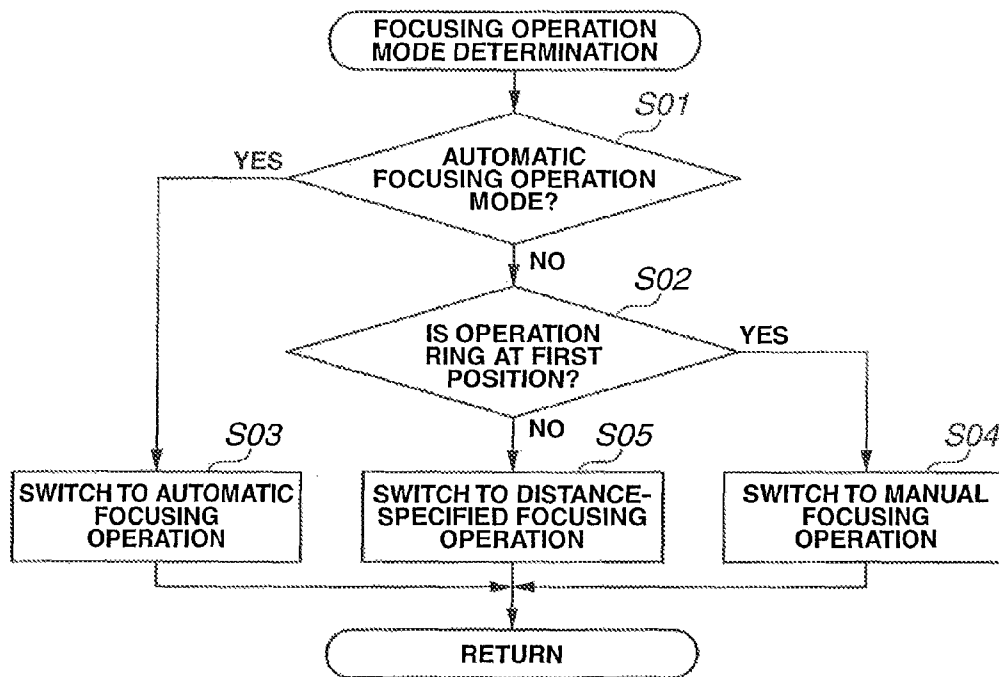 FOCUSING OPERATION
MODE DETERMINATION
S01
YES
AUTOMATIC
FOCUSING OPERATION
MODE?
NO
S02
IS OPERATION
RING AT FIRST
POSITION?
YES
NO
S03
SWITCH TO AUTOMATIC
FOCUSING
OPERATION
S05
SWITCH TO DISTANCE-
SPECIFIED FOCUSING
OPERATION
S04
SWITCH TO MANUAL
FOCUSING
OPERATION
RETURN